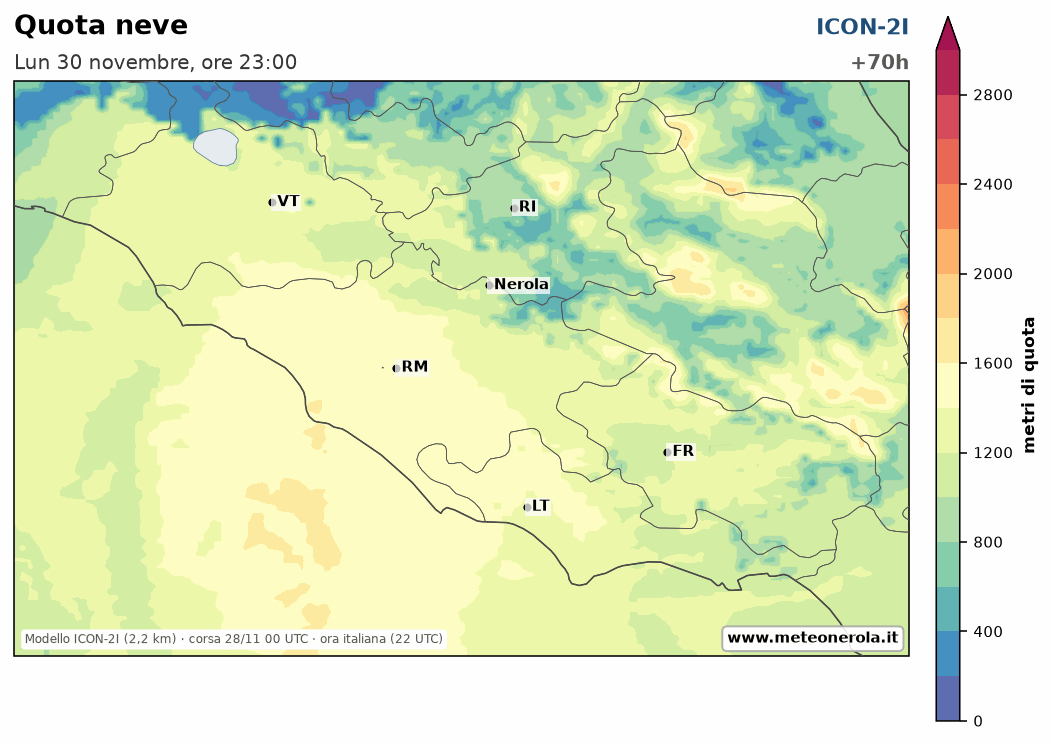 Quota neve
ICON-2I
Lun 30 novembre, ore 23:00
+70h
2800
2400
2000
1600
1200
800
400
0
metri di quota
VT
RI
Nerola
RM
FR
LT
Modello ICON-2I (2,2 km) · corsa 28/11 00 UTC · ora italiana (22 UTC)
www.meteonerola.it